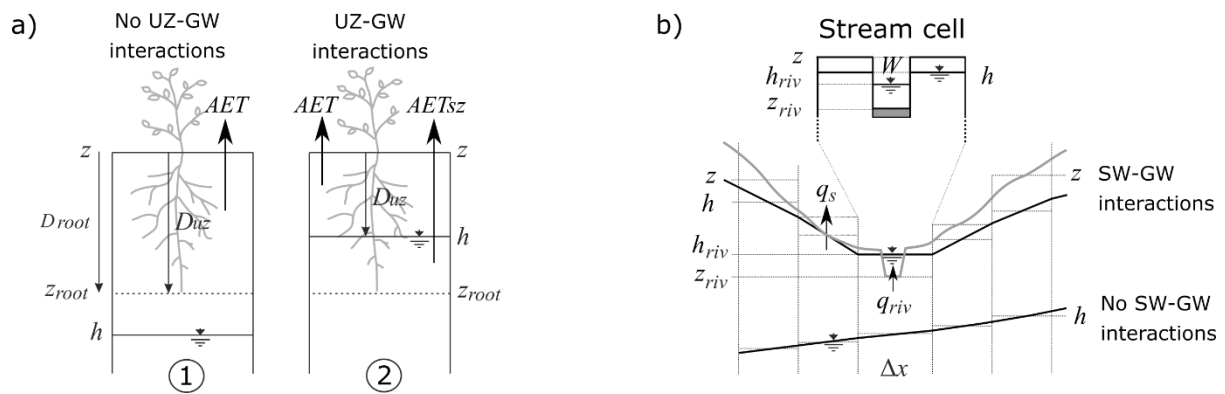 a)
No UZ-GW
interactions
UZ-GW
interactions
AET
AET
AETsz
z
z
Droot
Duz
Duz
h
zroot
zroot
h
1
2
b)
Stream cell
z
W
hriv
h
zriv
z
qs
z
SW-GW
interactions
h
hriv
zriv
qriv
h
No SW-GW
interactions
Δx